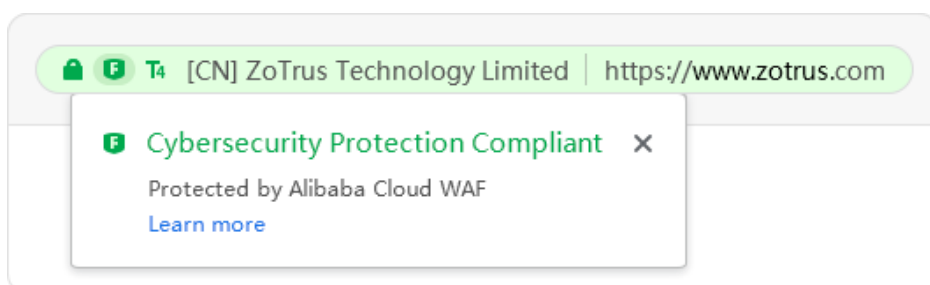 F T4 [CN] ZoTrus Technology Limited | https://www.zotrus.com
F Cybersecurity Protection Compliant ×
Protected by Alibaba Cloud WAF
Learn more